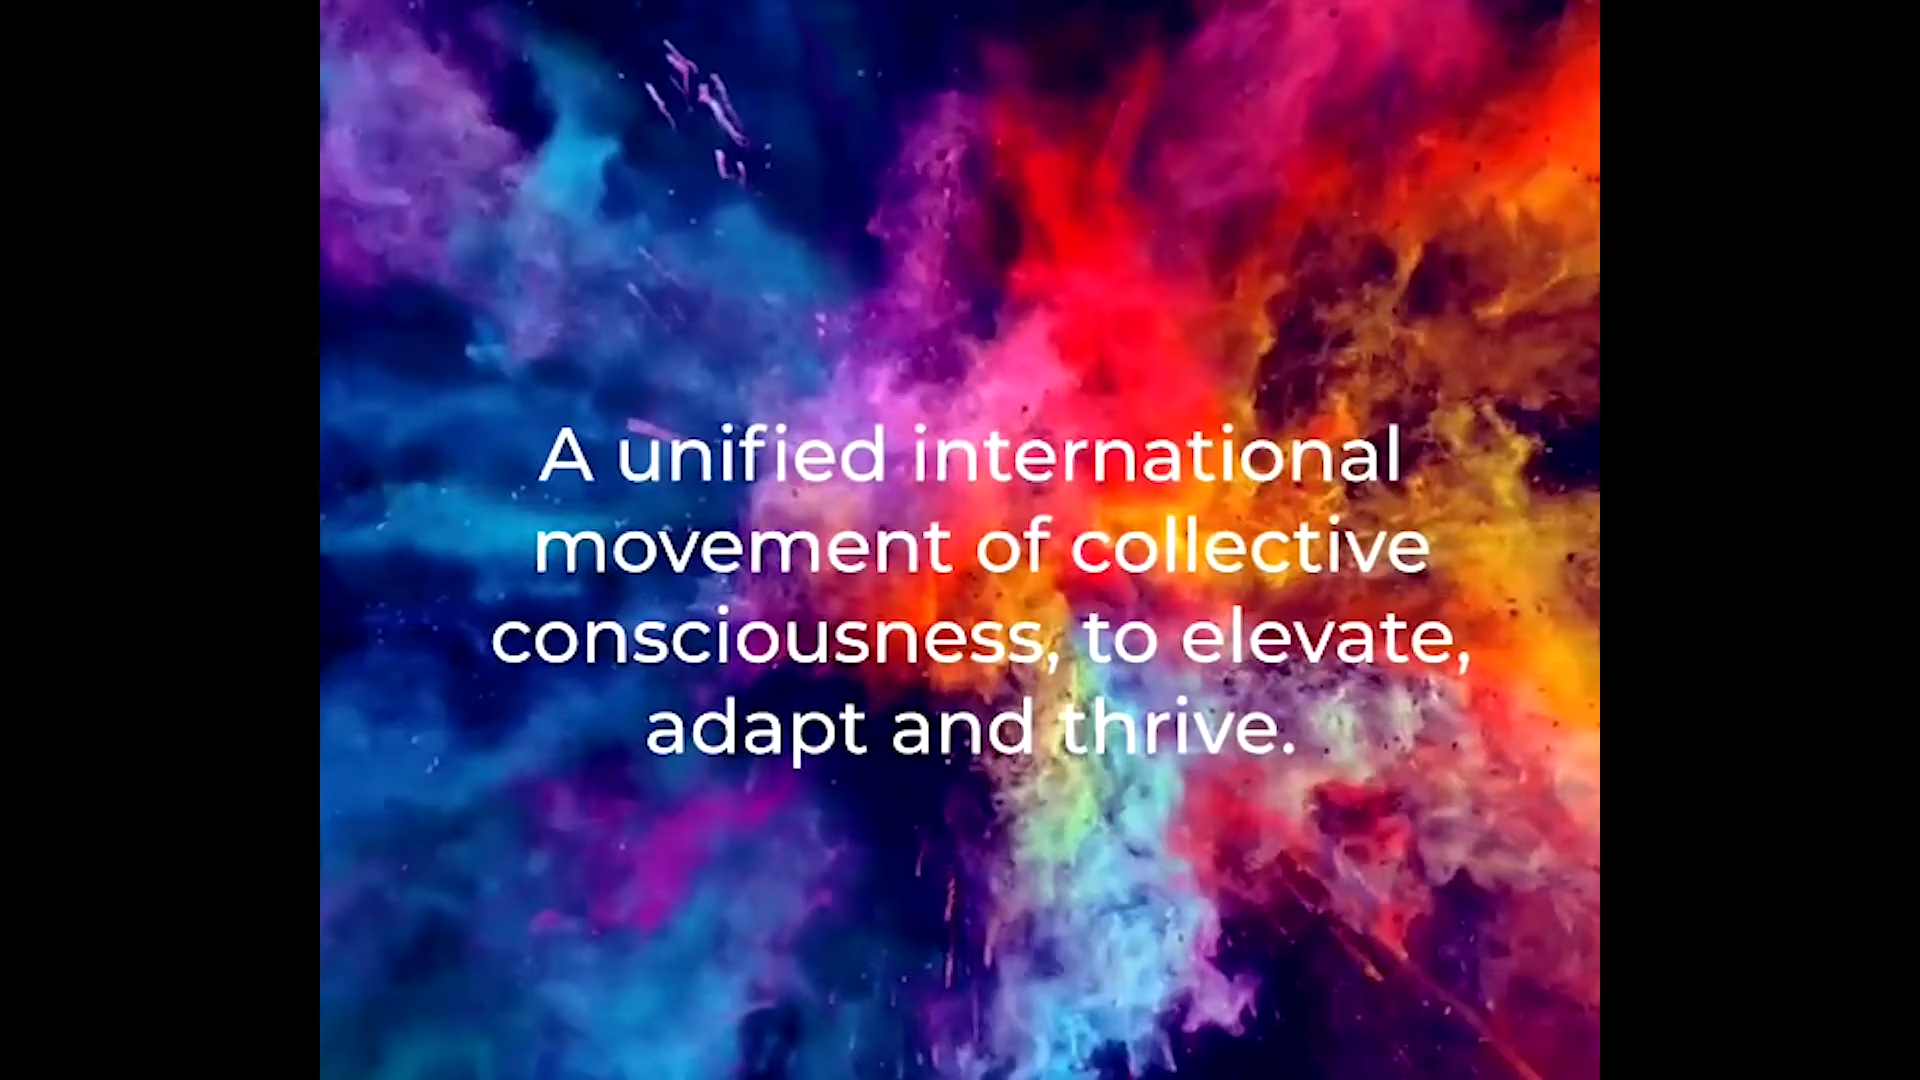 A unified international
movement of collective
consciousness, to elevate,
adapt and thrive.